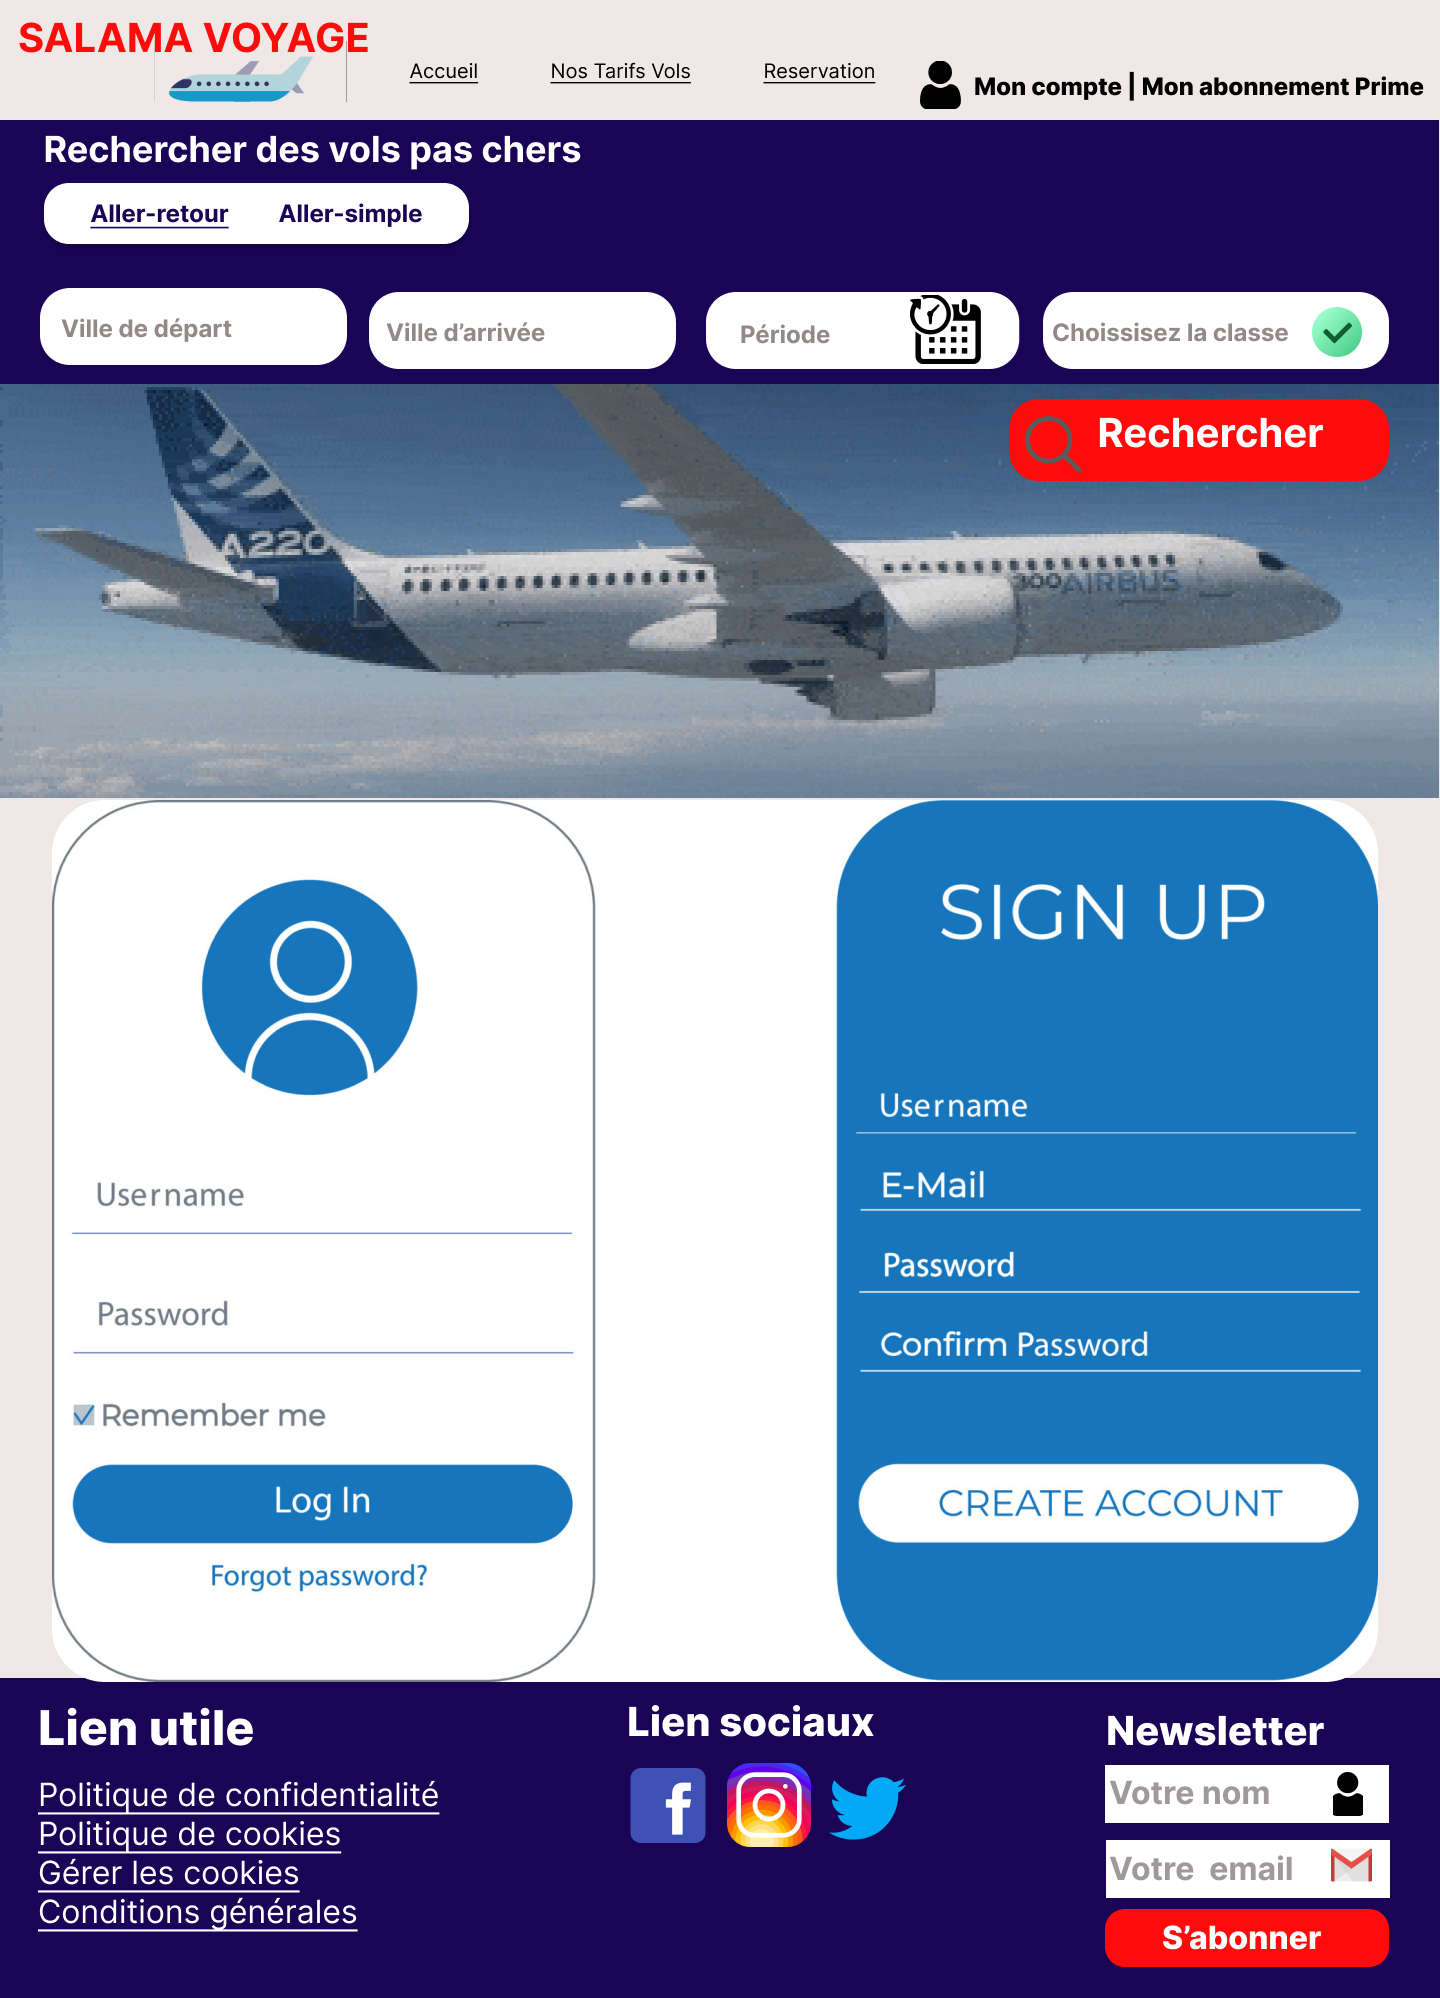 SALAMA VOYAGE
Accueil
Nos Tarifs Vols
Reservation
Mon compte | Mon abonnement Prime
Rechercher des vols pas chers
Aller-retour
Aller-simple
Ville de départ
Ville d’arrivée
Période
Choissisez la classe
Rechercher
A220
300 AIRBUS
SIGN UP
Username
Password
Remember me
Log In
Forgot password?
Username
E-Mail
Password
Confirm Password
CREATE ACCOUNT
Lien utile
Politique de confidentialité
Politique de cookies
Gérer les cookies
Conditions générales
Lien sociaux
Newsletter
Votre nom
Votre email
S’abonner